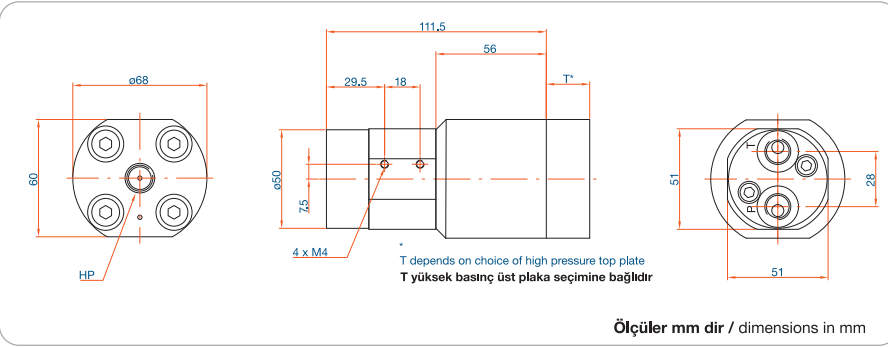 111.5
56
ø68
29.5
18
T*
60
ø50
7.5
T
P
51
28
4 x M4
HP
*
T depends on choice of high pressure top plate
T yüksek basınç üst plaka seçimine bağlıdır
51
Ölçüler mm dir / dimensions in mm